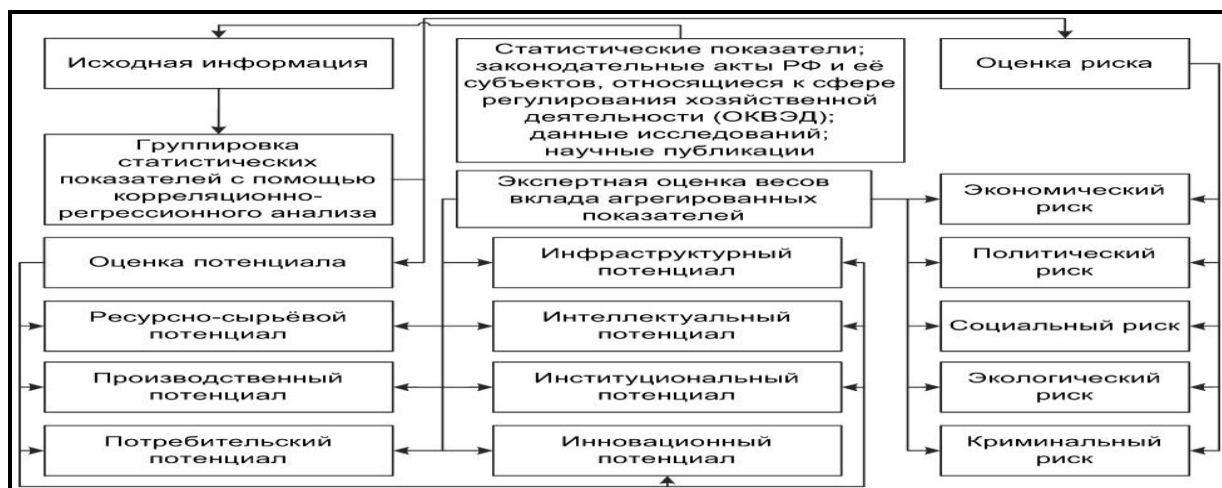 Исходная информация
Статистические показатели;
законодательные акты РФ и её
субъектов, относящиеся к сфере
регулирования хозяйственной
деятельности (ОКВЭД);
данные исследований;
научные публикации
Оценка риска
Группировка
статистических
показателей с помощью
корреляционно-
регрессионного анализа
Экспертная оценка весов
вклада агрегированных
показателей
Экономический
риск
Оценка потенциала
Инфраструктурный
потенциал
Политический
риск
Ресурсно-сырьёвой
потенциал
Интеллектуальный
потенциал
Социальный риск
Производственный
потенциал
Институциональный
потенциал
Экологический
риск
Потребительский
потенциал
Инновационный
потенциал
Криминальный
риск